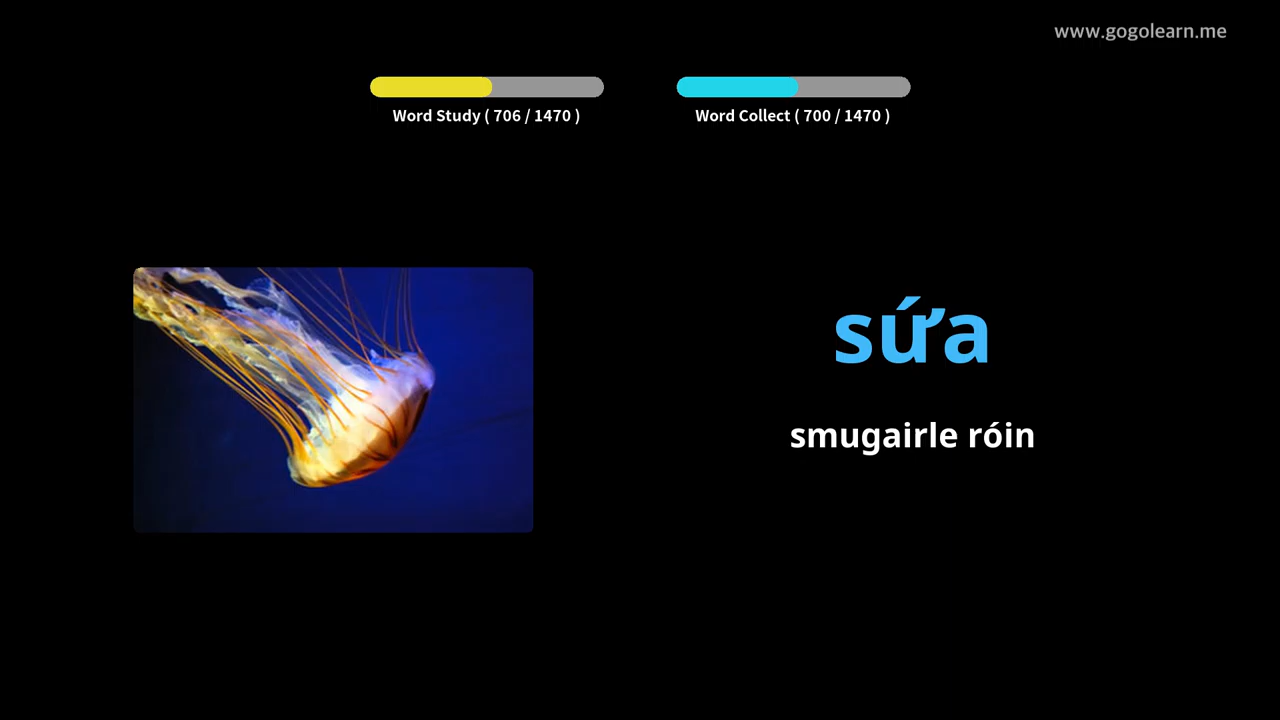 www.gogolearn.me
Word Study ( 706 / 1470 )
Word Collect ( 700 / 1470 )
sứa
smugairle róin